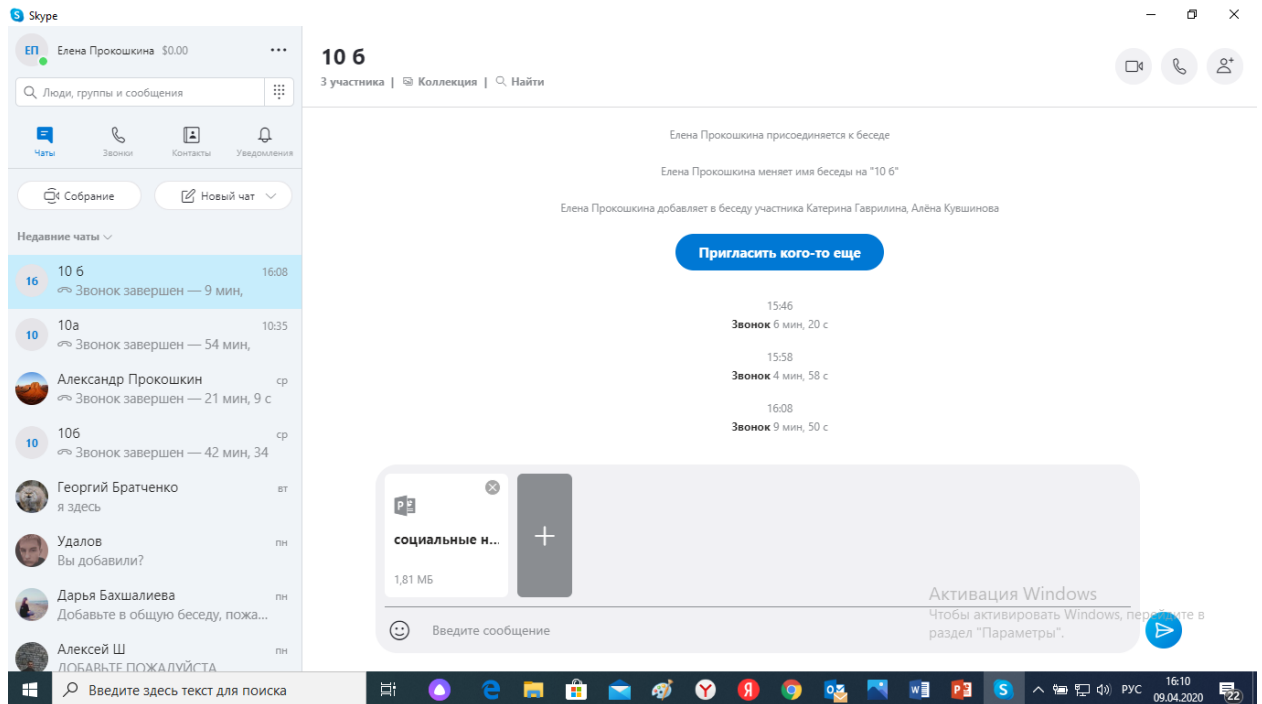 Skype
ЕП Елена Прокошкина $0.00
Люди, группы и сообщения
Чаты Звонки Контакты Уведомления
Собрание Новый чат
Недавние чаты
16 10 б 16:08
Звонок завершен — 9 мин,
10 10а 10:35
Звонок завершен — 54 мин,
Александр Прокошкин ср
Звонок завершен — 21 мин, 9 с
10 10б ср
Звонок завершен — 42 мин, 34
Георгий Братченко вт
я здесь
Удалов пн
Вы добавили?
Дарья Бахшалиева пн
Добавьте в общую беседу, пожа...
Алексей Ш пн
ДОБАВЬТЕ ПОЖАЛУЙСТА
10 б
3 участника | Коллекция | Найти
Елена Прокошкина присоединяется к беседе
Елена Прокошкина меняет имя беседы на "10 б"
Елена Прокошкина добавляет в беседу участника Катерина Гаврилина, Алёна Кувшинова
Пригласить кого-то еще
15:46
Звонок 6 мин, 20 с
15:58
Звонок 4 мин, 58 с
16:08
Звонок 9 мин, 50 с
социальные н...
1,81 МБ
Введите сообщение
Активация Windows
Чтобы активировать Windows, перейдите в
раздел "Параметры".
Введите здесь текст для поиска
РУС
16:10
09.04.2020
22